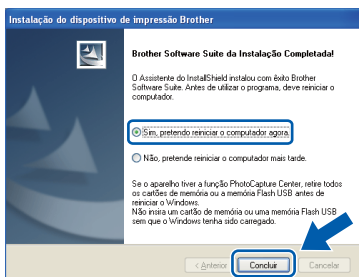 Instalação do dispositivo de impressão Brother
Brother Software Suite da Instalação Completada!
O Assistente do InstallShield instalou com êxito Brother
Software Suite. Antes de utilizar o programa, deve reiniciar o
computador.
Sim, pretendo reiniciar o computador agora.
Não, pretende reiniciar o computador mais tarde.
Se o aparelho tiver a função PhotoCapture Center, retire todos
os cartões de memória ou a memória Flash USB antes de
reiniciar o Windows.
Não insira um cartão de memória ou uma memória Flash USB
sem que o Windows tenha sido carregado.
< Anterior Concluir Cancelar